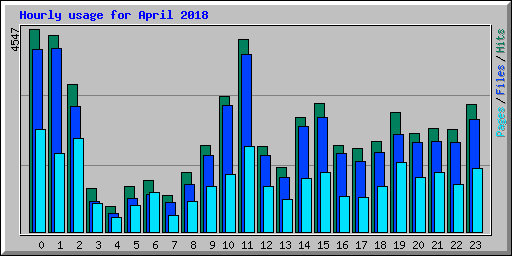 Hourly usage for April 2018
4547
Pages/Files/Hits
0 1 2 3 4 5 6 7 8 9 10 11 12 13 14 15 16 17 18 19 20 21 22 23